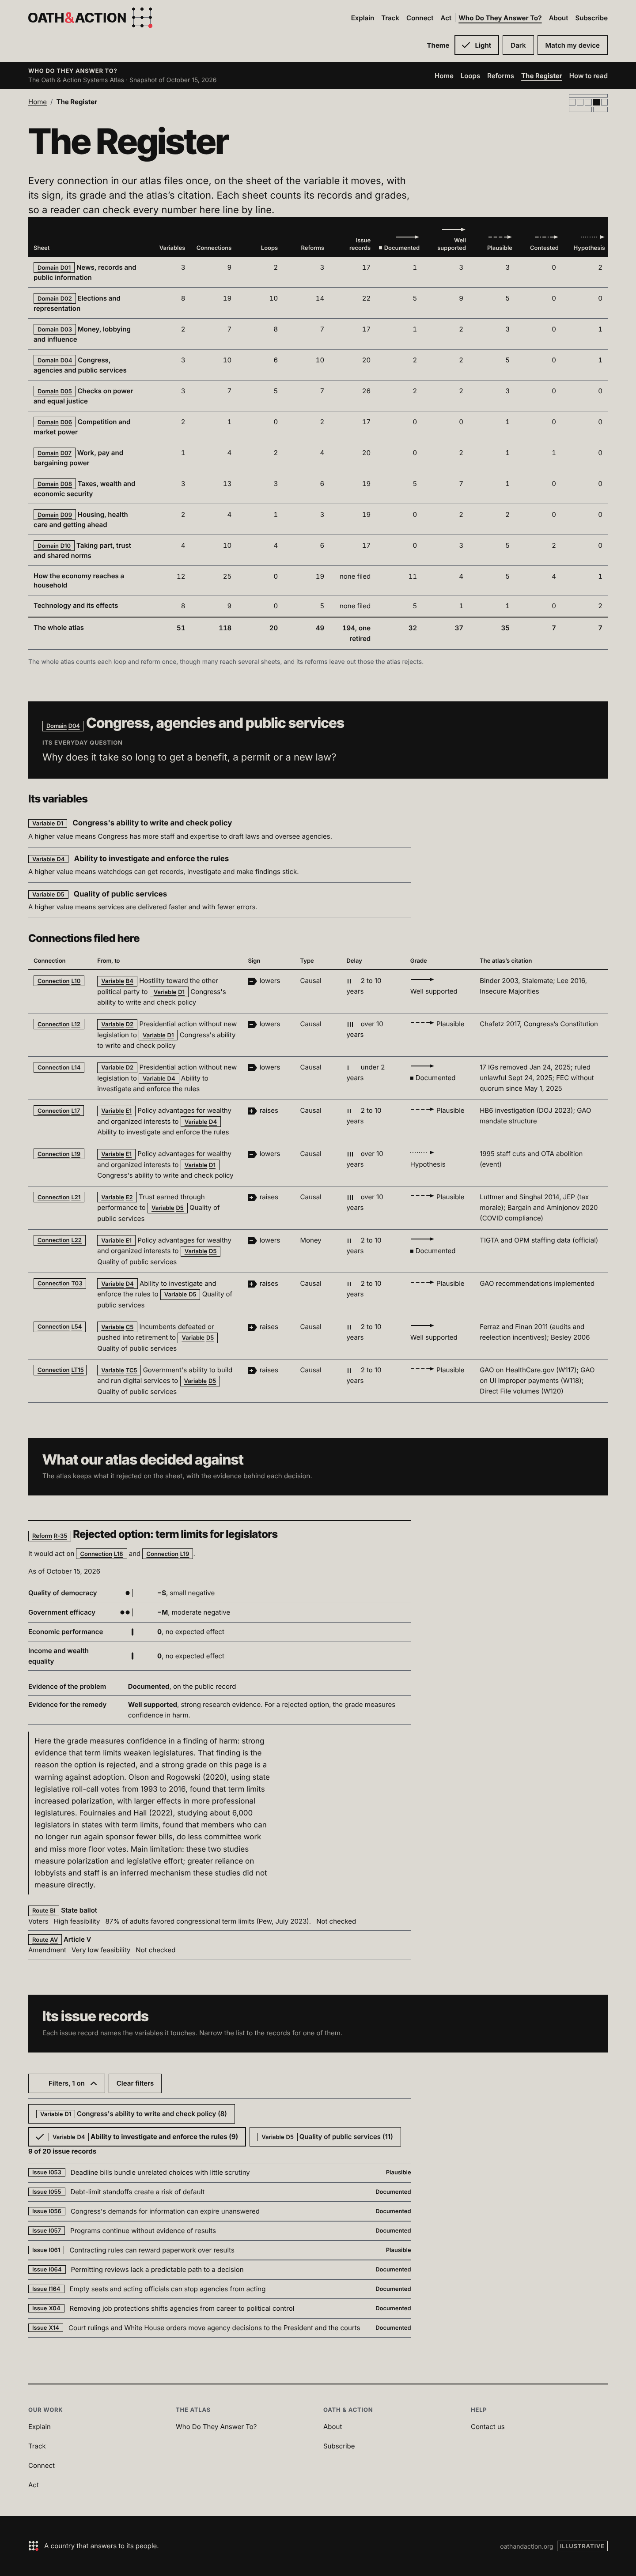 OATH&ACTION
Explain Track Connect Act Who Do They Answer To? About Subscribe
Theme Light Dark Match my device
WHO DO THEY ANSWER TO?
The Oath & Action Systems Atlas · Snapshot of October 15, 2026
Home Loops Reforms The Register How to read
Home / The Register
The Register
Every connection in our atlas files once, on the sheet of the variable it moves, with
its sign, its grade and the atlas's citation. Each sheet counts its records and grades,
so a reader can check every number here line by line.
Sheet Variables Connections Loops Reforms Issue records Documented Well supported Plausible Contested Hypothesis
Domain D01 News, records and public information 3 9 2 3 17 1 3 3 0 2
Domain D02 Elections and representation 8 19 10 14 22 5 9 5 0 0
Domain D03 Money, lobbying and influence 2 7 8 7 17 1 2 3 0 1
Domain D04 Congress, agencies and public services 3 10 6 10 20 2 2 5 0 1
Domain D05 Checks on power and equal justice 3 7 5 7 26 2 2 3 0 0
Domain D06 Competition and market power 2 1 0 2 17 0 0 1 0 0
Domain D07 Work, pay and bargaining power 1 4 2 4 20 0 2 1 1 0
Domain D08 Taxes, wealth and economic security 3 13 3 6 19 5 7 1 0 0
Domain D09 Housing, health care and getting ahead 2 4 1 3 19 0 2 2 0 0
Domain D10 Taking part, trust and shared norms 4 10 4 6 17 0 3 5 2 0
How the economy reaches a household 12 25 0 19 none filed 11 4 5 4 1
Technology and its effects 8 9 0 5 none filed 5 1 1 0 2
The whole atlas 51 118 20 49 194, one retired 32 37 35 7 7
The whole atlas counts each loop and reform once, though many reach several sheets, and its reforms leave out those the atlas rejects.
Domain D04 Congress, agencies and public services
ITS EVERYDAY QUESTION
Why does it take so long to get a benefit, a permit or a new law?
Its variables
Variable D1 Congress's ability to write and check policy
A higher value means Congress has more staff and expertise to draft laws and oversee agencies.
Variable D4 Ability to investigate and enforce the rules
A higher value means watchdogs can get records, investigate and make findings stick.
Variable D5 Quality of public services
A higher value means services are delivered faster and with fewer errors.
Connections filed here
Connection From, to Sign Type Delay Grade The atlas's citation
Connection L10 Variable B4 Hostility toward the other political party to Variable D1 Congress's ability to write and check policy lowers Causal 2 to 10 years Well supported Binder 2003, Stalemate; Lee 2016, Insecure Majorities
Connection L12 Variable D2 Presidential action without new legislation to Variable D1 Congress's ability to write and check policy lowers Causal over 10 years Plausible Chafetz 2017, Congress's Constitution
Connection L14 Variable D2 Presidential action without new legislation to Variable D4 Ability to investigate and enforce the rules lowers Causal under 2 years Documented 17 IGs removed Jan 24, 2025; ruled unlawful Sept 24, 2025; FEC without quorum since May 1, 2025
Connection L17 Variable E1 Policy advantages for wealthy and organized interests to Variable D4 Ability to investigate and enforce the rules raises Causal 2 to 10 years Plausible HB6 investigation (DOJ 2023); GAO mandate structure
Connection L19 Variable E1 Policy advantages for wealthy and organized interests to Variable D1 Congress's ability to write and check policy lowers Causal over 10 years Hypothesis 1995 staff cuts and OTA abolition (event)
Connection L21 Variable E2 Trust earned through performance to Variable D5 Quality of public services raises Causal over 10 years Plausible Luttmer and Singhal 2014, JEP (tax morale); Bargain and Aminjonov 2020 (COVID compliance)
Connection L22 Variable E1 Policy advantages for wealthy and organized interests to Variable D5 Quality of public services lowers Money 2 to 10 years Documented TIGTA and OPM staffing data (official)
Connection T03 Variable D4 Ability to investigate and enforce the rules to Variable D5 Quality of public services raises Causal 2 to 10 years Plausible GAO recommendations implemented
Connection L54 Variable C5 Incumbents defeated or pushed into retirement to Variable D5 Quality of public services raises Causal 2 to 10 years Well supported Ferraz and Finan 2011 (audits and reelection incentives); Besley 2006
Connection LT15 Variable TC5 Government's ability to build and run digital services to Variable D5 Quality of public services raises Causal 2 to 10 years Plausible GAO on HealthCare.gov (W117); GAO on UI improper payments (W118); Direct File volumes (W120)
What our atlas decided against
The atlas keeps what it rejected on the sheet, with the evidence behind each decision.
Reform R-35 Rejected option: term limits for legislators
It would act on Connection L18 and Connection L19.
As of October 15, 2026
Quality of democracy −S, small negative
Government efficacy −M, moderate negative
Economic performance 0, no expected effect
Income and wealth equality 0, no expected effect
Evidence of the problem Documented, on the public record
Evidence for the remedy Well supported, strong research evidence. For a rejected option, the grade measures confidence in harm.
Here the grade measures confidence in a finding of harm: strong
evidence that term limits weaken legislatures. That finding is the
reason the option is rejected, and a strong grade on this page is a
warning against adoption. Olson and Rogowski (2020), using state
legislative roll-call votes from 1993 to 2016, found that term limits
increased polarization, with larger effects in more professional
legislatures. Fouirnaies and Hall (2022), studying about 6,000
legislators in states with term limits, found that members who can
no longer run again sponsor fewer bills, do less committee work
and miss more floor votes. Main limitation: these two studies
measure polarization and legislative effort; greater reliance on
lobbyists and staff is an inferred mechanism these studies did not
measure directly.
Route BI State ballot
Voters High feasibility 87% of adults favored congressional term limits (Pew, July 2023). Not checked
Route AV Article V
Amendment Very low feasibility Not checked
Its issue records
Each issue record names the variables it touches. Narrow the list to the records for one of them.
Filters, 1 on Clear filters
Variable D1 Congress's ability to write and check policy (8)
Variable D4 Ability to investigate and enforce the rules (9) Variable D5 Quality of public services (11)
9 of 20 issue records
Issue I053 Deadline bills bundle unrelated choices with little scrutiny Plausible
Issue I055 Debt-limit standoffs create a risk of default Documented
Issue I056 Congress's demands for information can expire unanswered Documented
Issue I057 Programs continue without evidence of results Documented
Issue I061 Contracting rules can reward paperwork over results Plausible
Issue I064 Permitting reviews lack a predictable path to a decision Documented
Issue I164 Empty seats and acting officials can stop agencies from acting Documented
Issue X04 Removing job protections shifts agencies from career to political control Documented
Issue X14 Court rulings and White House orders move agency decisions to the President and the courts Documented
OUR WORK THE ATLAS OATH & ACTION HELP
Explain Who Do They Answer To? About Contact us
Track Subscribe
Connect
Act
A country that answers to its people.
oathandaction.org ILLUSTRATIVE